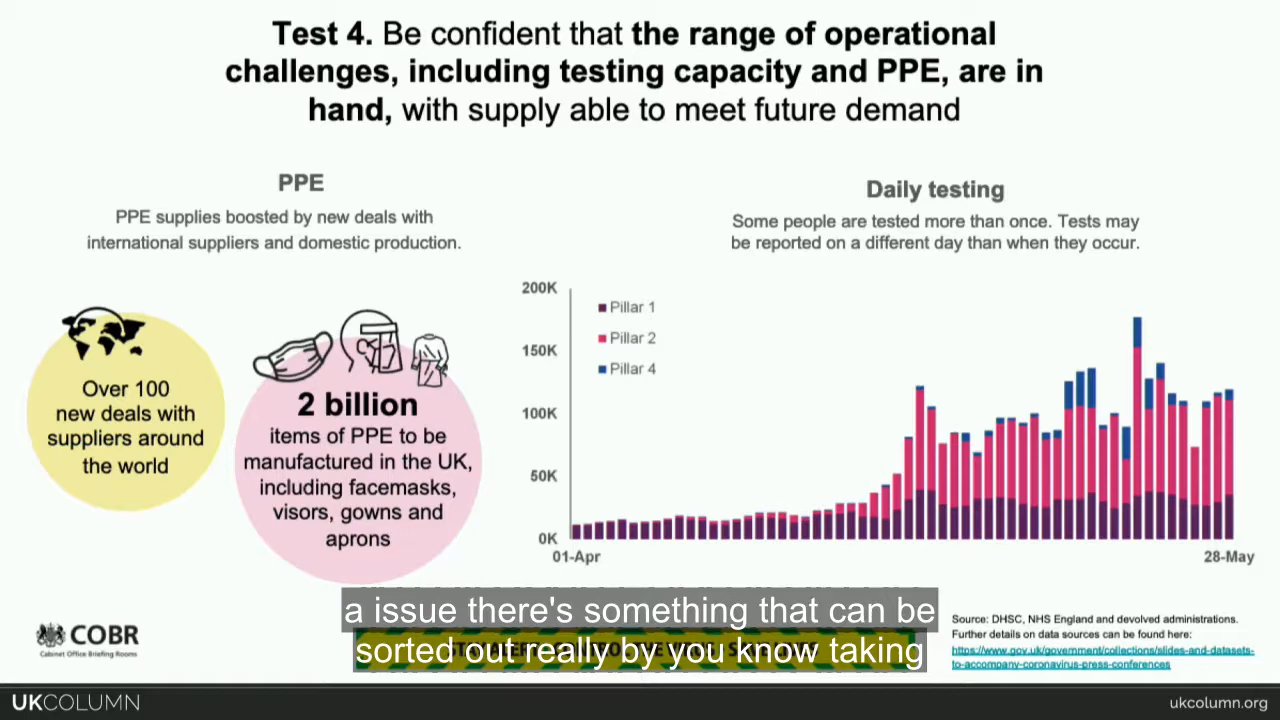 Test 4. Be confident that the range of operational
challenges, including testing capacity and PPE, are in
hand, with supply able to meet future demand
PPE
PPE supplies boosted by new deals with
international suppliers and domestic production.
Over 100
new deals with
suppliers around
the world
2 billion
items of PPE to be
manufactured in the UK,
including facemasks,
visors, gowns and
aprons
Daily testing
Some people are tested more than once. Tests may
be reported on a different day than when they occur.
200K
150K
100K
50K
0K
Pillar 1
Pillar 2
Pillar 4
01-Apr
28-May
a issue there's something that can be
sorted out really by you know taking
COBR
Cabinet Office Briefing Rooms
Source: DHSC, NHS England and devolved administrations.
Further details on data sources can be found here:
https://www.gov.uk/government/collections/slides-and-datasets-
to-accompany-coronavirus-press-conferences
UKCOLUMN
ukcolumn.org